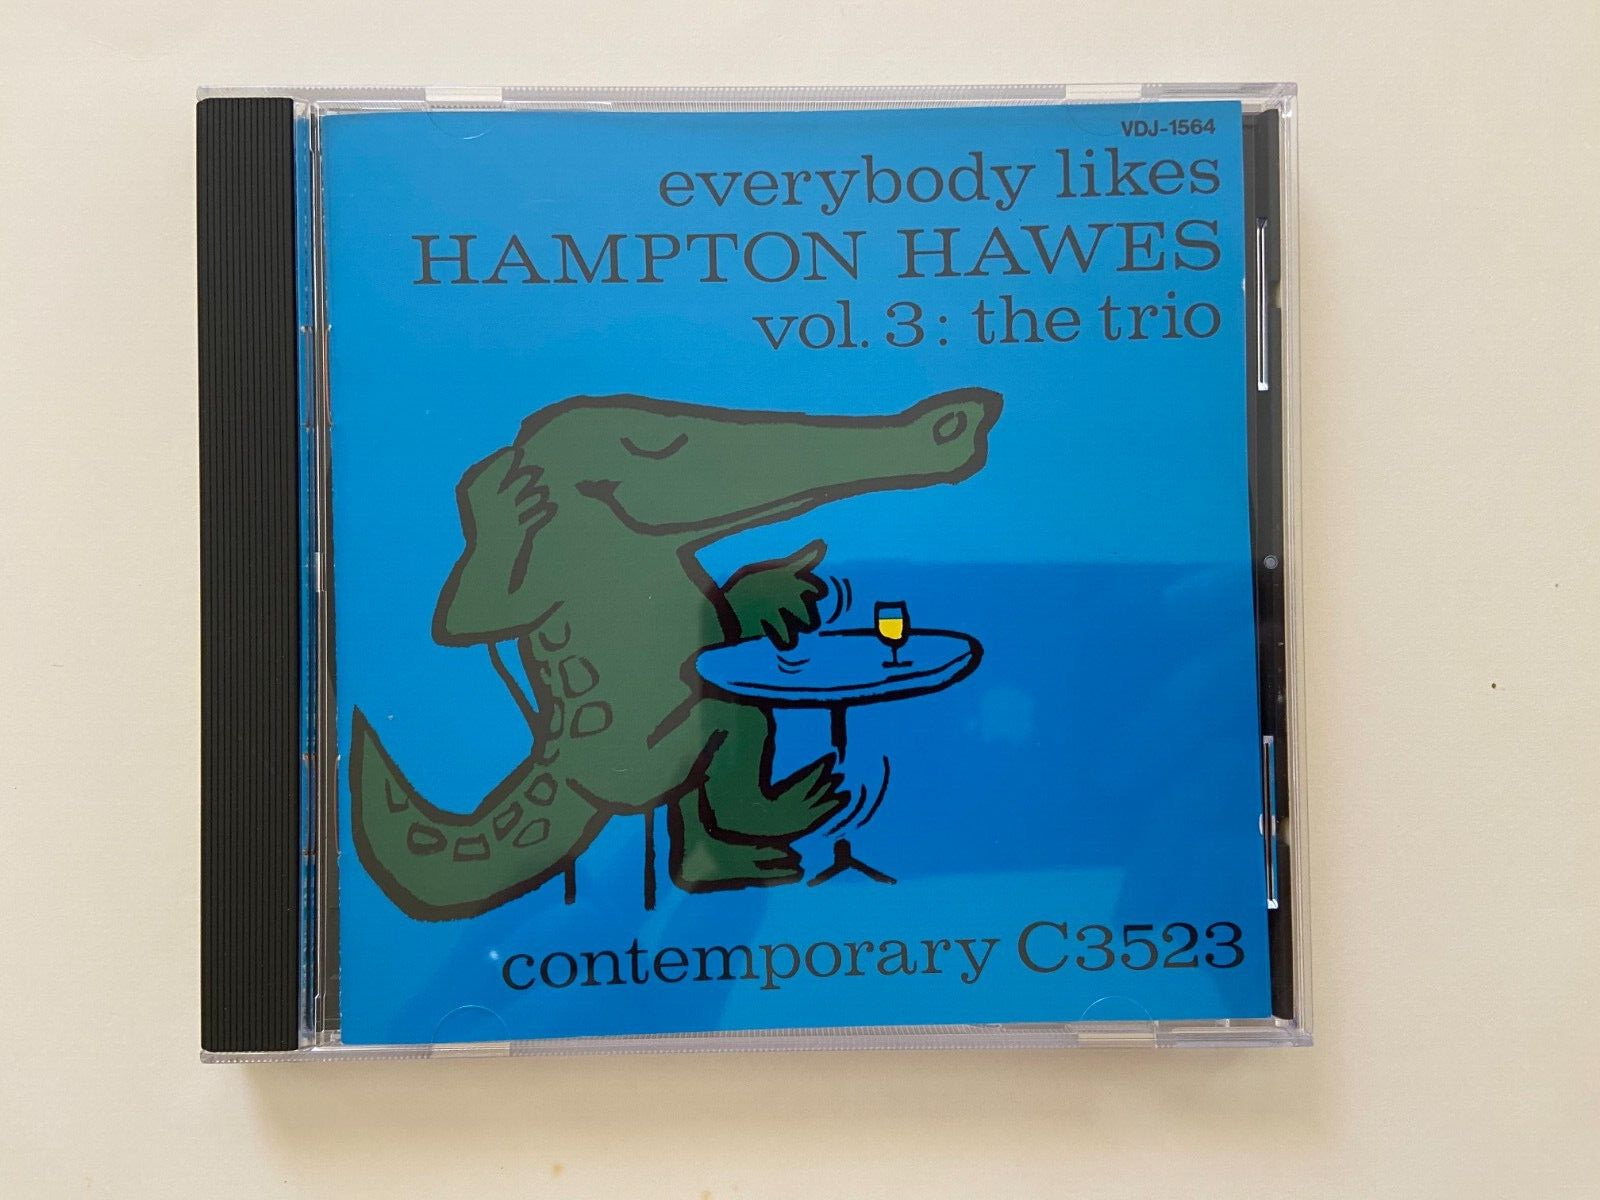 VDJ-1564
everybody likes
HAMPTON HAWES
vol. 3: the trio
contemporary C3523